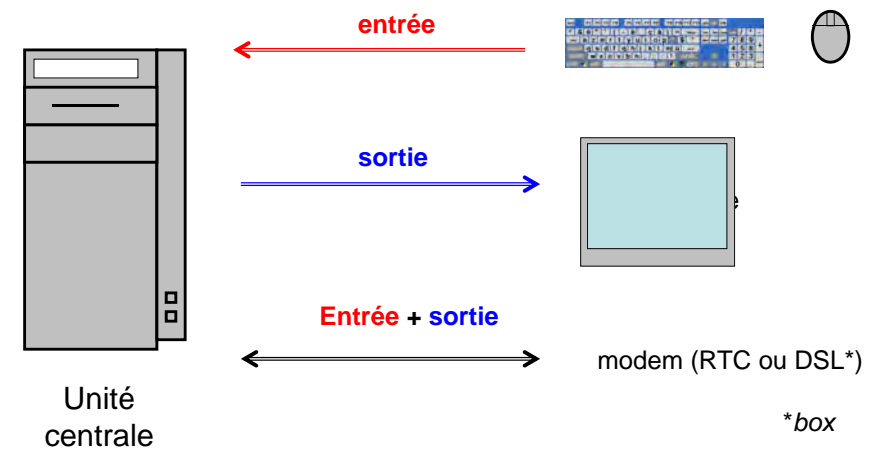 entrée
sortie
Entrée + sortie
modem (RTC ou DSL*)
Unité
centrale
*box